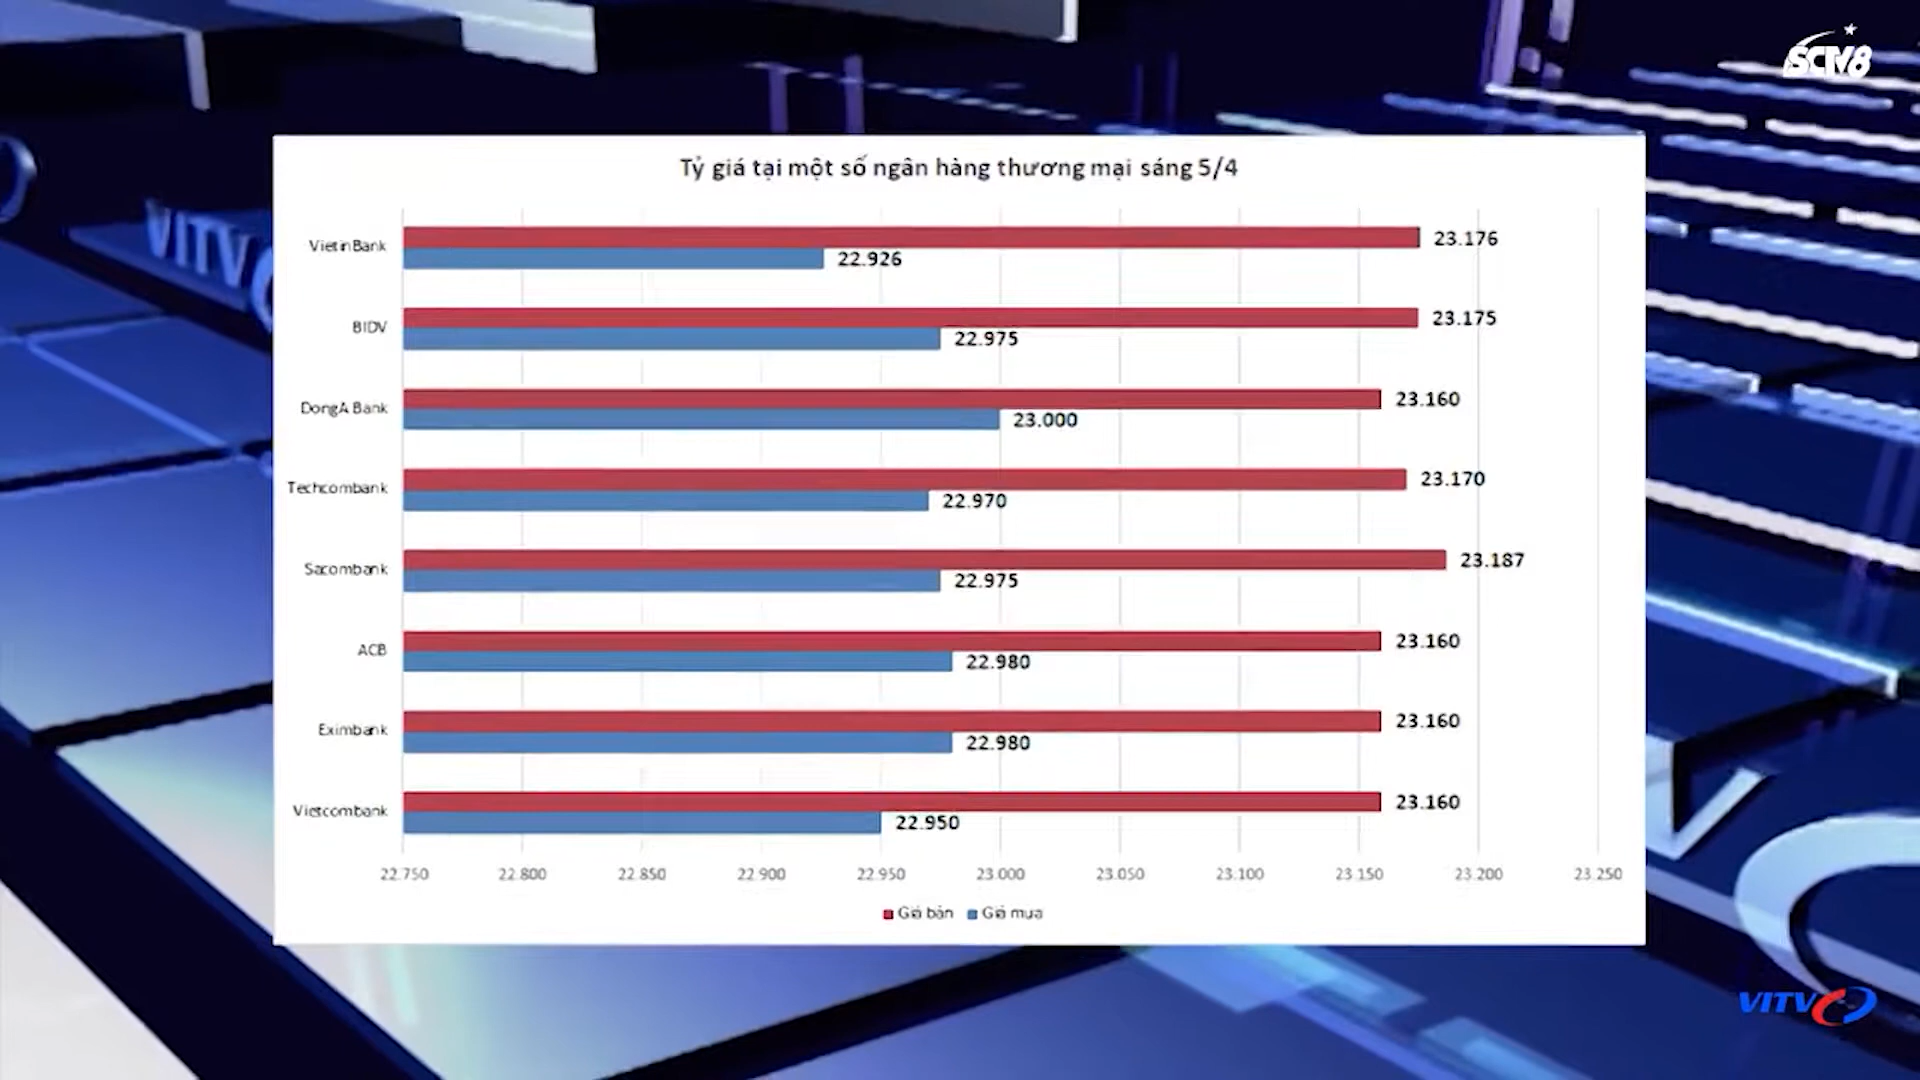 SCTV8
VITV
Tỷ giá tại một số ngân hàng thương mại sáng 5/4
VietinBank
23.176
22.926
BIDV
23.175
22.975
DongA Bank
23.160
23.000
Techcombank
23.170
22.970
Sacombank
23.187
22.975
ACB
23.160
22.980
Eximbank
23.160
22.980
Vietcombank
23.160
22.950
22.750 22.800 22.850 22.900 22.950 23.000 23.050 23.100 23.150 23.200 23.250
Giá bán Giá mua
VITV